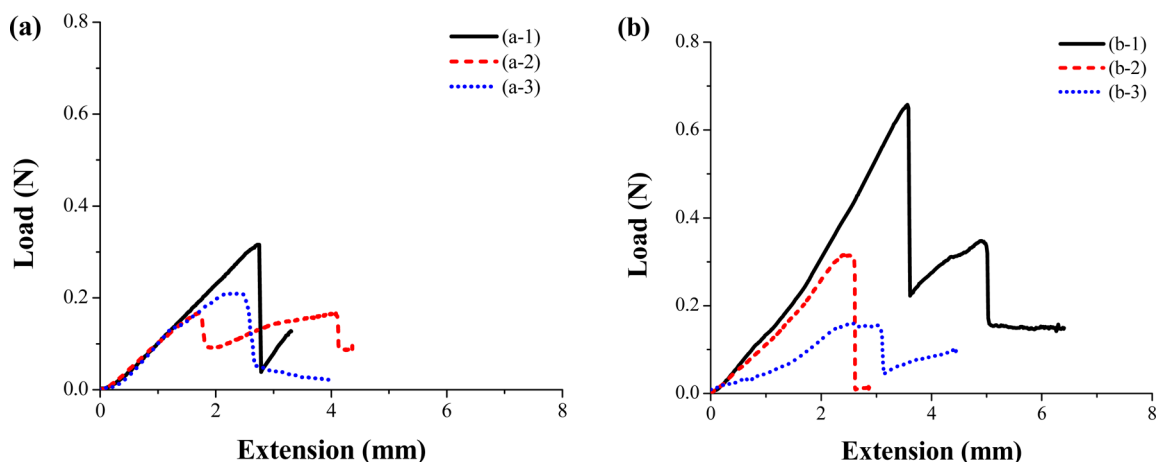 (a)
(a-1)
(a-2)
(a-3)
0.8
0.6
0.4
0.2
0.0
Load (N)
0 2 4 6 8
Extension (mm)
(b)
(b-1)
(b-2)
(b-3)
0.8
0.6
0.4
0.2
0.0
Load (N)
0 2 4 6 8
Extension (mm)